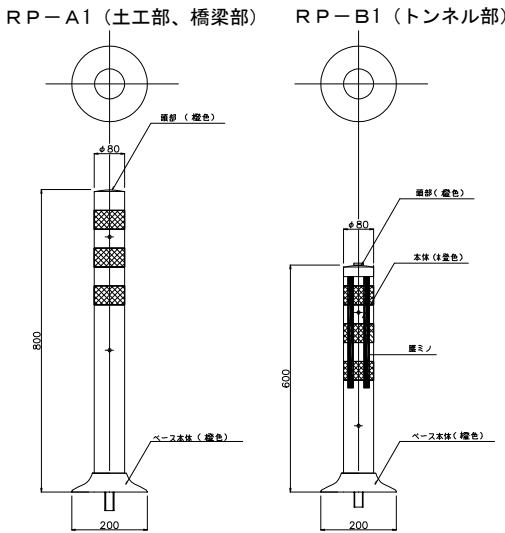 RP－A1（土工部、橋梁部）
RP－B1（トンネル部）
頭部（橙色）
φ80
800
ベース本体（橙色）
200
頭部（橙色）
φ80
本体（橙色）
600
ベース本体（橙色）
200